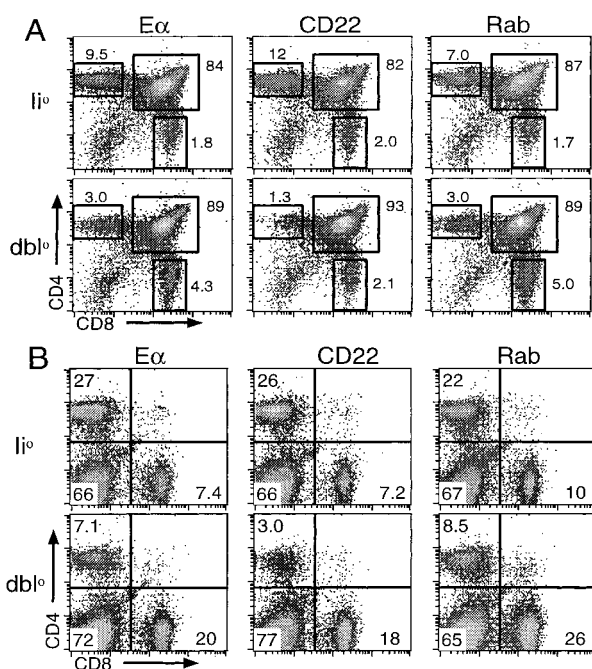 A
Eα CD22 Rab
Ii°
9.5 84 1.8
12 82 2.0
7.0 87 1.7
dbl°
3.0 89 4.3
1.3 93 2.1
3.0 89 5.0
CD4
CD8
B
Eα CD22 Rab
Ii°
27 26 22
66 7.4 66 7.2 67 10
dbl°
7.1 3.0 8.5
72 20 77 18 65 26
CD4
CD8